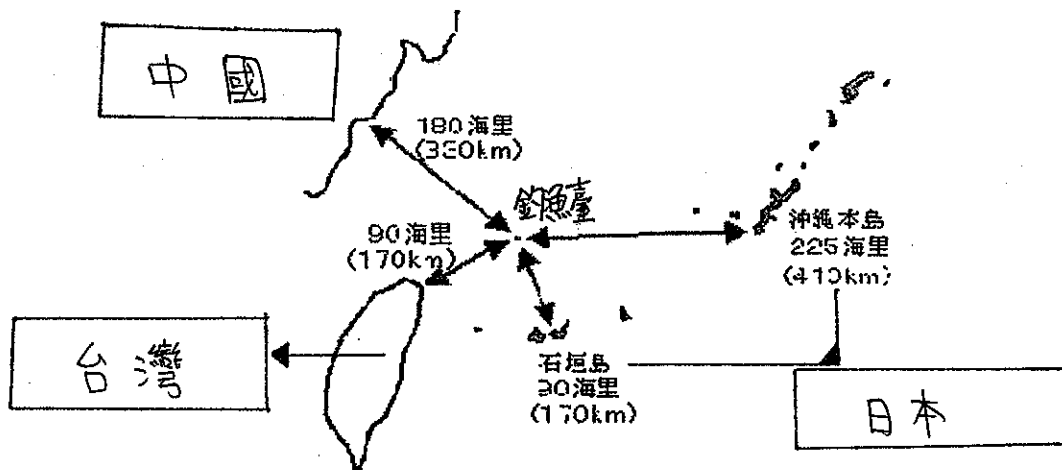 中國
180海里
(330km)
釣魚臺
90海里
(170km)
沖繩本島
225海里
(410km)
台灣
石垣島
90海里
(170km)
日本